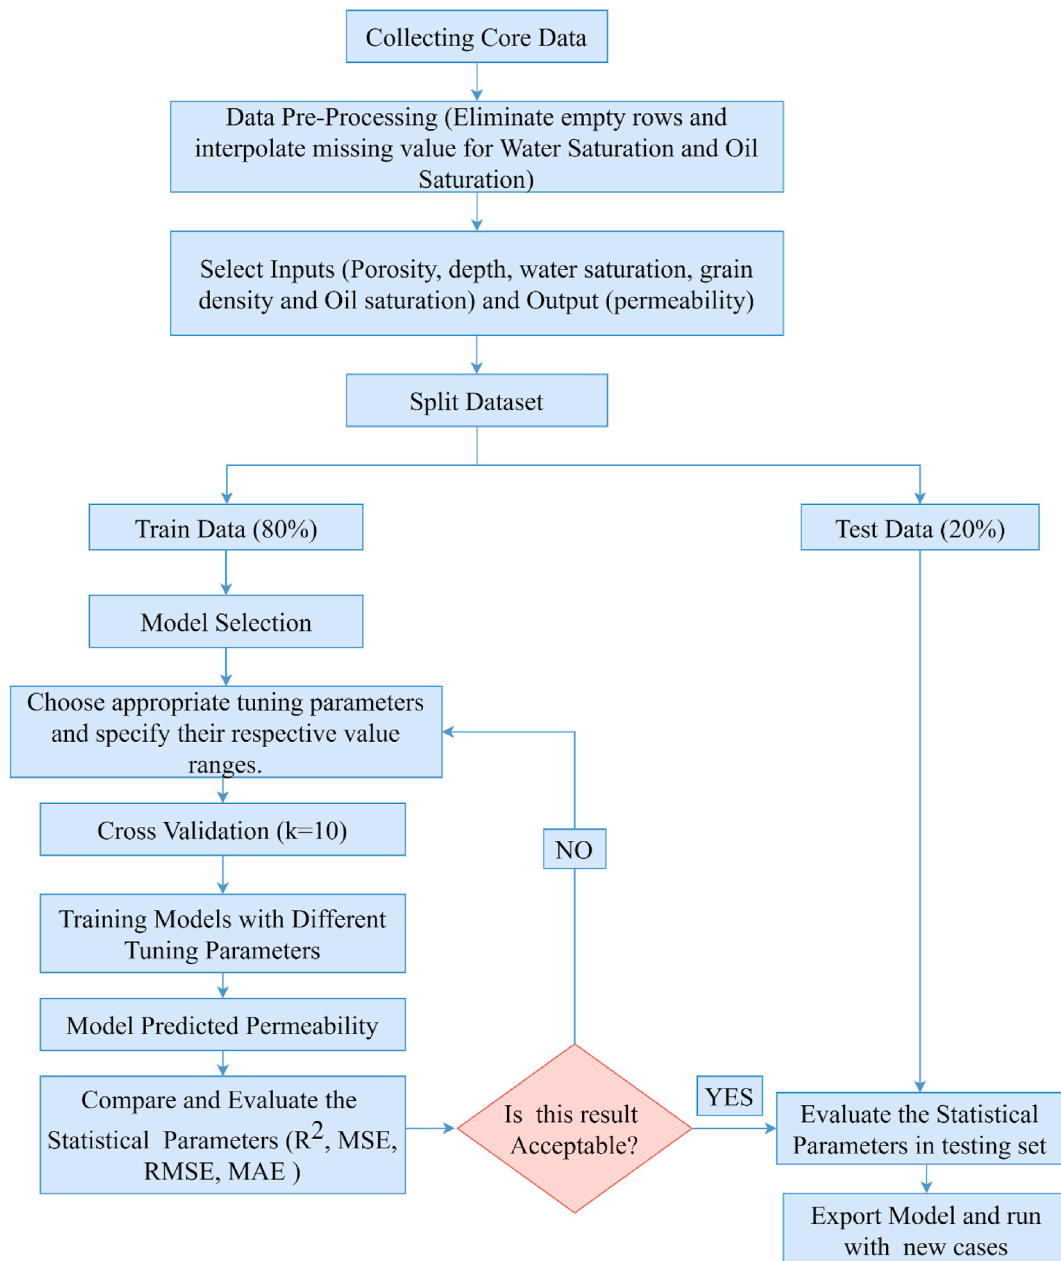 Collecting Core Data
Data Pre-Processing (Eliminate empty rows and
interpolate missing value for Water Saturation and Oil
Saturation)
Select Inputs (Porosity, depth, water saturation, grain
density and Oil saturation) and Output (permeability)
Split Dataset
Train Data (80%)
Test Data (20%)
Model Selection
Choose appropriate tuning parameters
and specify their respective value
ranges.
Cross Validation (k=10)
NO
Training Models with Different
Tuning Parameters
Model Predicted Permeability
Compare and Evaluate the
Statistical Parameters (R², MSE,
RMSE, MAE )
Is this result
Acceptable?
YES
Evaluate the Statistical
Parameters in testing set
Export Model and run
with new cases